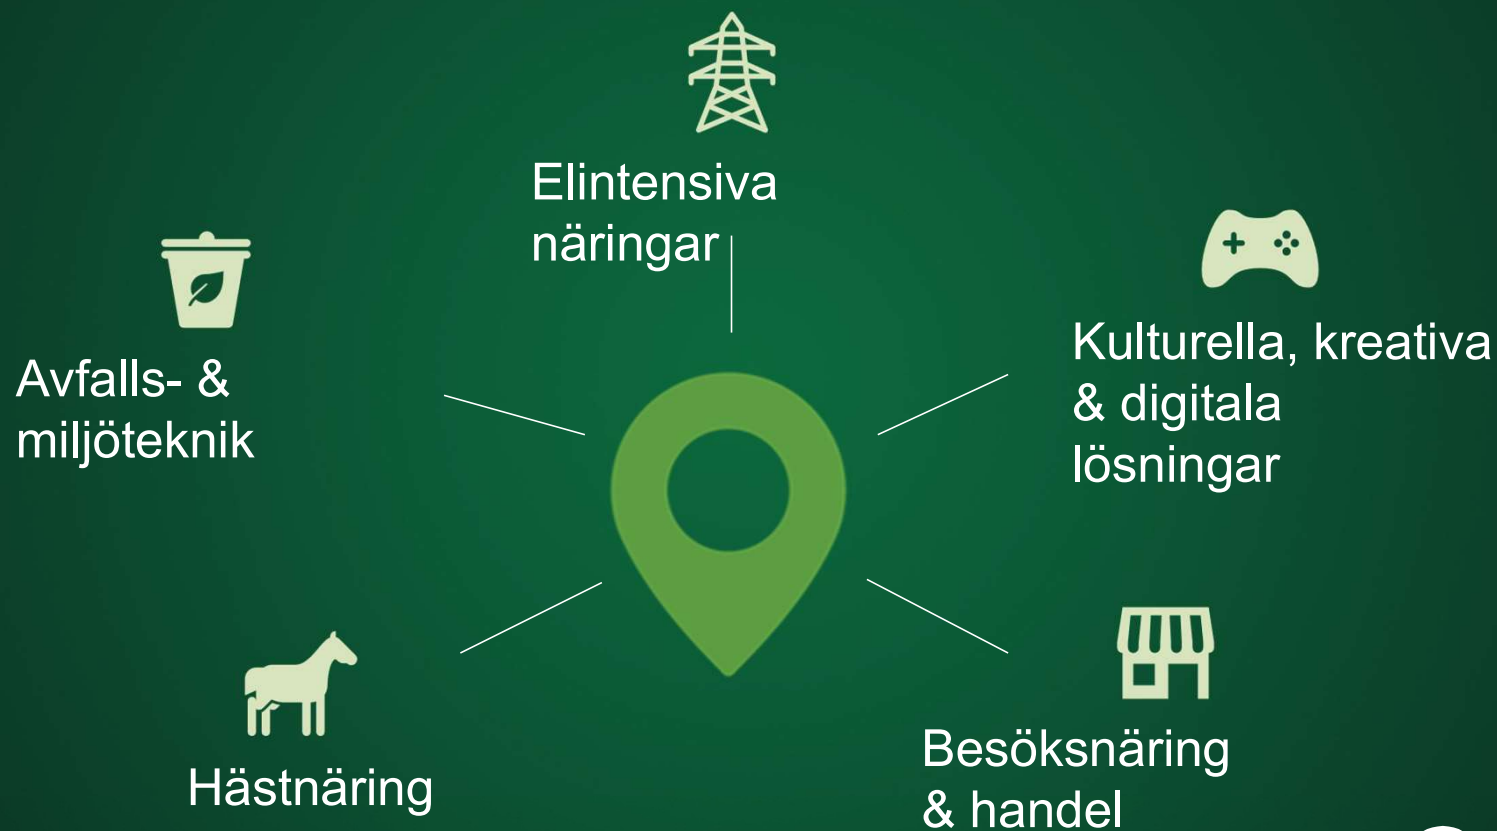 Elintensiva
näringar
Avfalls- &
miljöteknik
Kulturella, kreativa
& digitala
lösningar
Hästnäring
Besöksnäring
& handel